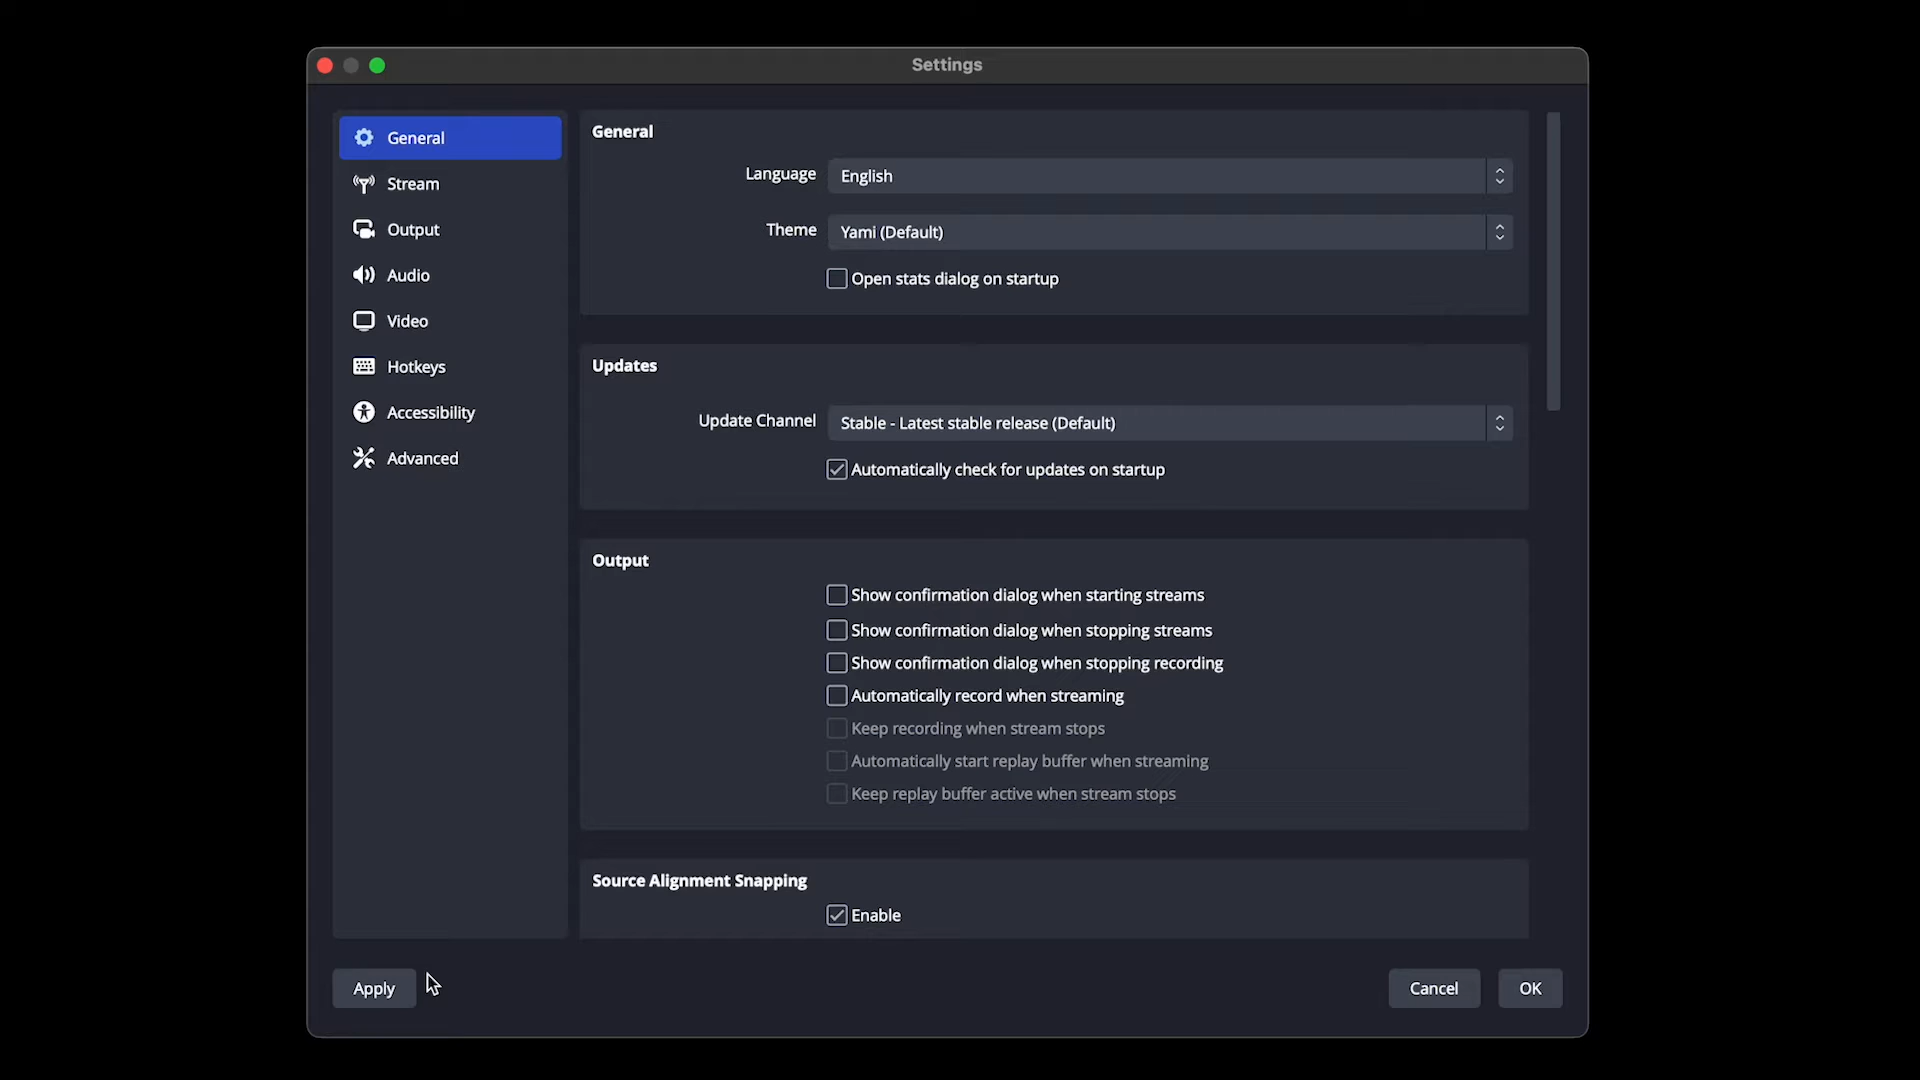 Settings
General
Stream
Output
Audio
Video
Hotkeys
Accessibility
Advanced
General
Language English
Theme Yami (Default)
Open stats dialog on startup
Updates
Update Channel Stable - Latest stable release (Default)
Automatically check for updates on startup
Output
Show confirmation dialog when starting streams
Show confirmation dialog when stopping streams
Show confirmation dialog when stopping recording
Automatically record when streaming
Keep recording when stream stops
Automatically start replay buffer when streaming
Keep replay buffer active when stream stops
Source Alignment Snapping
Enable
Apply Cancel OK